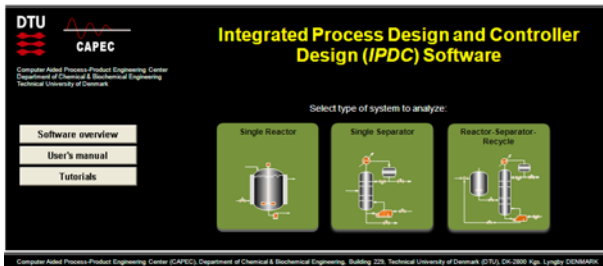 DTU
CAPEC
Computer Aided Process-Product Engineering Center
Department of Chemical & Biochemical Engineering
Technical University of Denmark
Integrated Process Design and Controller
Design (IPDC) Software
Select type of system to analyze:
Software overview
User's manual
Tutorials
Single Reactor
Single Separator
Reactor-Separator-
Recycle
Computer Aided Process-Product Engineering Center (CAPEC), Department of Chemical & Biochemical Engineering, Building 229, Technical University of Denmark (DTU), DK-2800 Kgs. Lyngby DENMARK